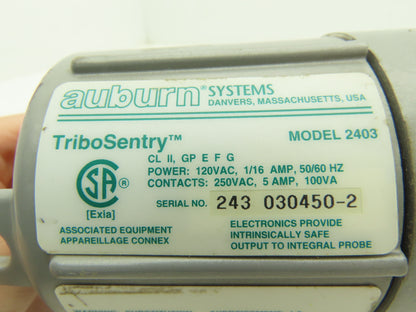 auburn SYSTEMS
DANVERS, MASSACHUSETTS, USA
TriboSentry™ MODEL 2403
CL II, GP E F G
POWER: 120VAC, 1/16 AMP, 50/60 HZ
CONTACTS: 250VAC, 5 AMP, 100VA
SA ®
[Exia]
SERIAL NO. 243 030450-2
ASSOCIATED EQUIPMENT
APPAREILLAGE CONNEX
ELECTRONICS PROVIDE
INTRINSICALLY SAFE
OUTPUT TO INTEGRAL PROBE